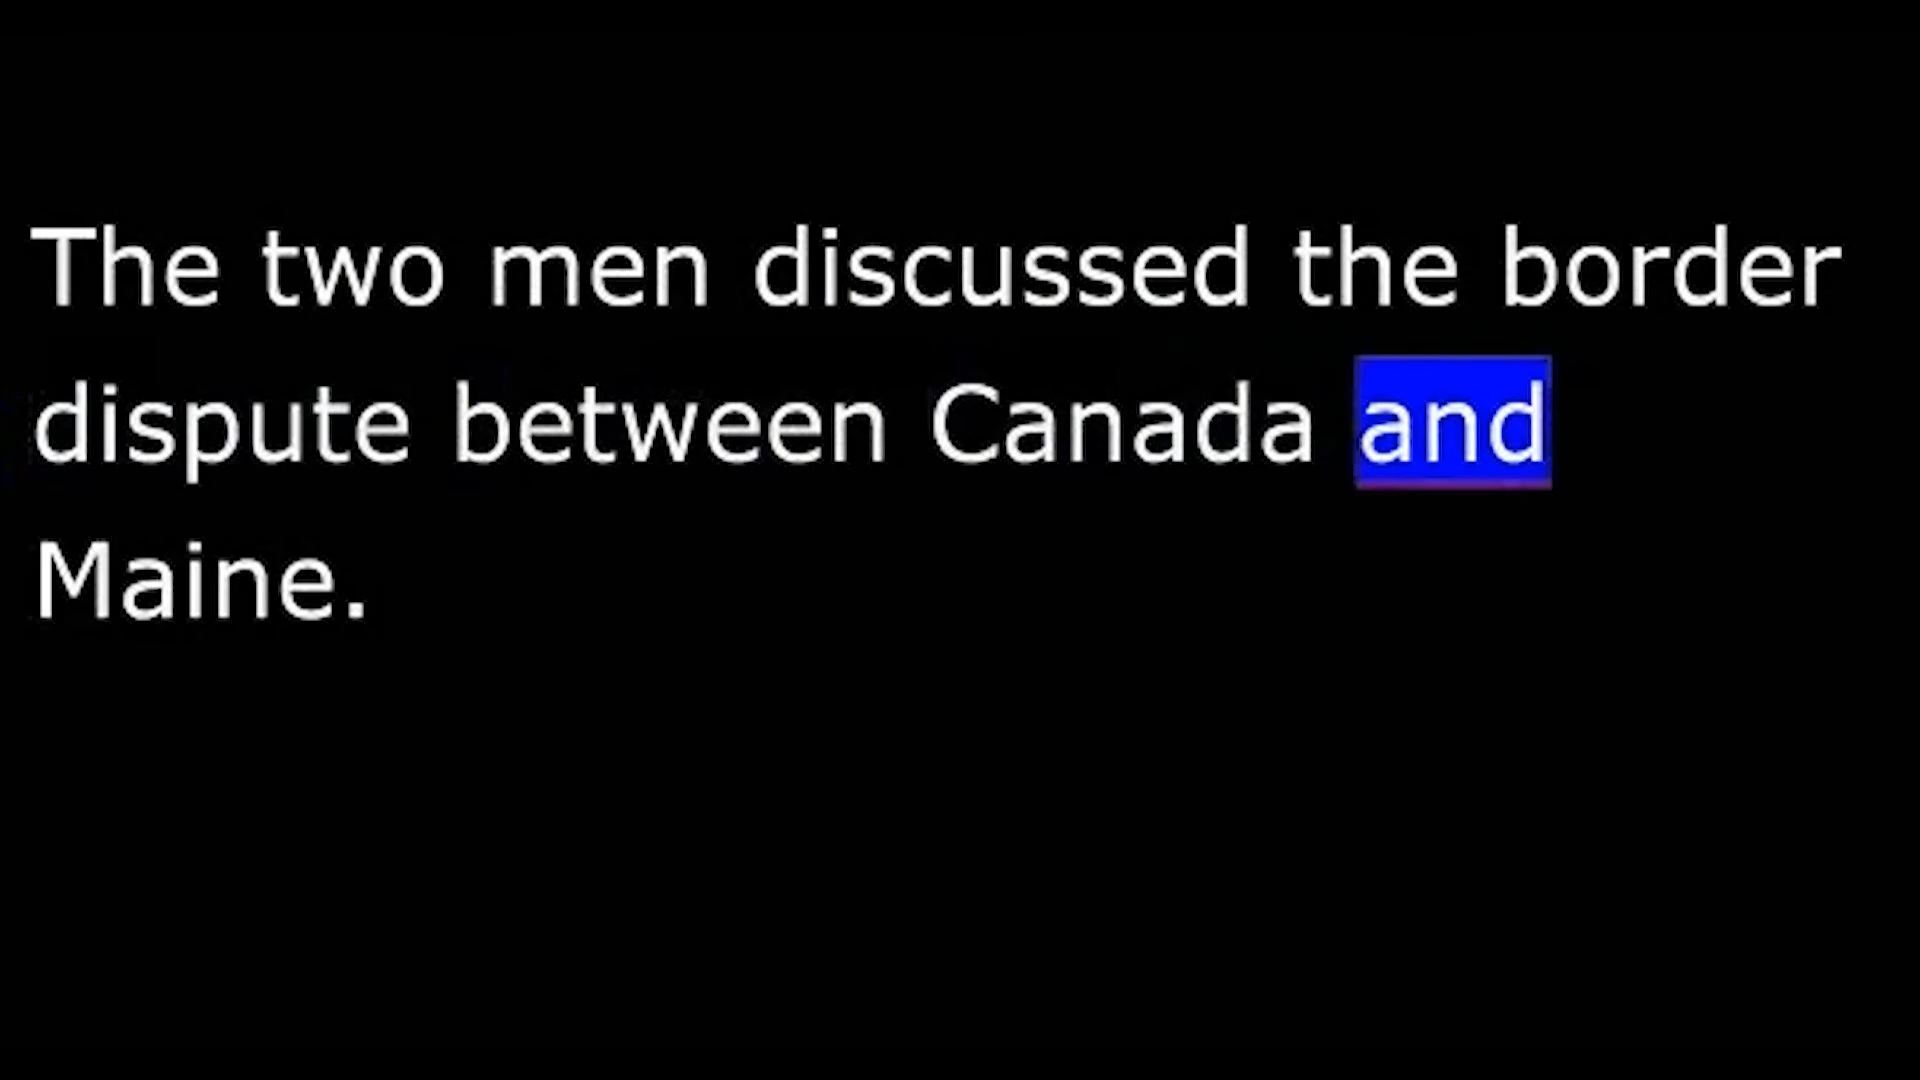 The two men discussed the border
dispute between Canada and
Maine.